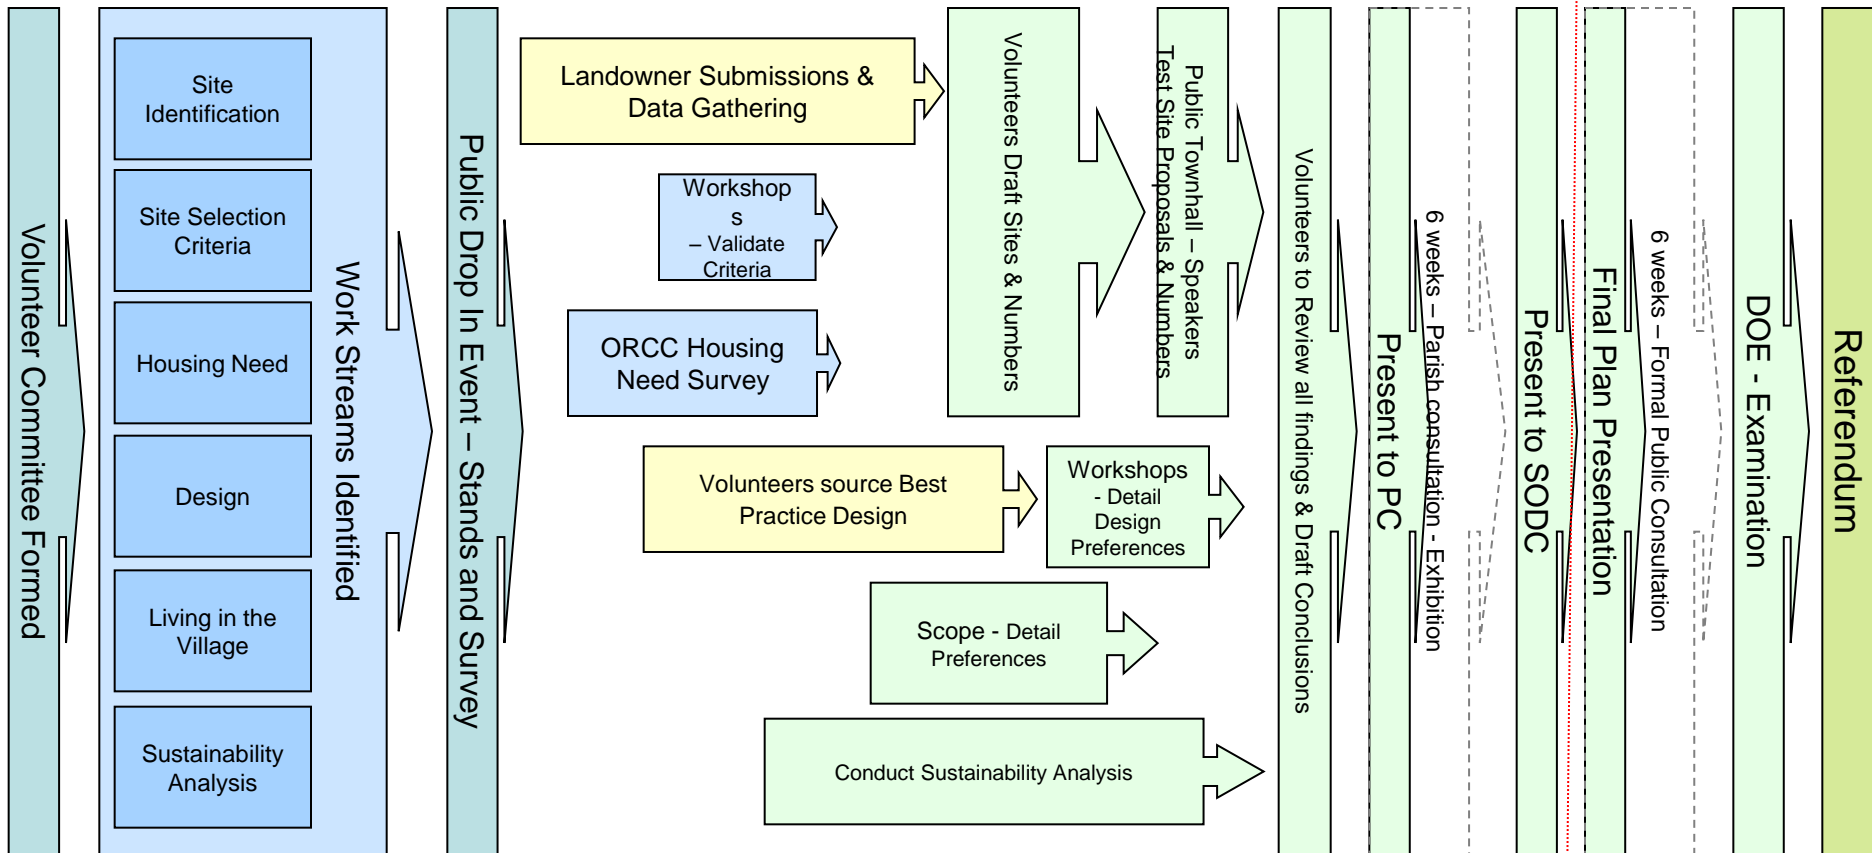 Volunteer Committee Formed
Site
Identification
Site Selection
Criteria
Housing Need
Design
Living in the
Village
Sustainability
Analysis
Work Streams Identified
Public Drop In Event – Stands and Survey
Landowner Submissions &
Data Gathering
Workshop
s
– Validate
Criteria
ORCC Housing
Need Survey
Volunteers source Best
Practice Design
Workshops
- Detail
Design
Preferences
Scope - Detail
Preferences
Conduct Sustainability Analysis
Volunteers Draft Sites & Numbers
Public Townhall – Speakers
Test Site Proposals & Numbers
Volunteers to Review all findings & Draft Conclusions
Present to PC
6 weeks – Parish consultation - Exhibition
Present to SODC
Final Plan Presentation
6 weeks – Formal Public Consultation
DOE - Examination
Referendum